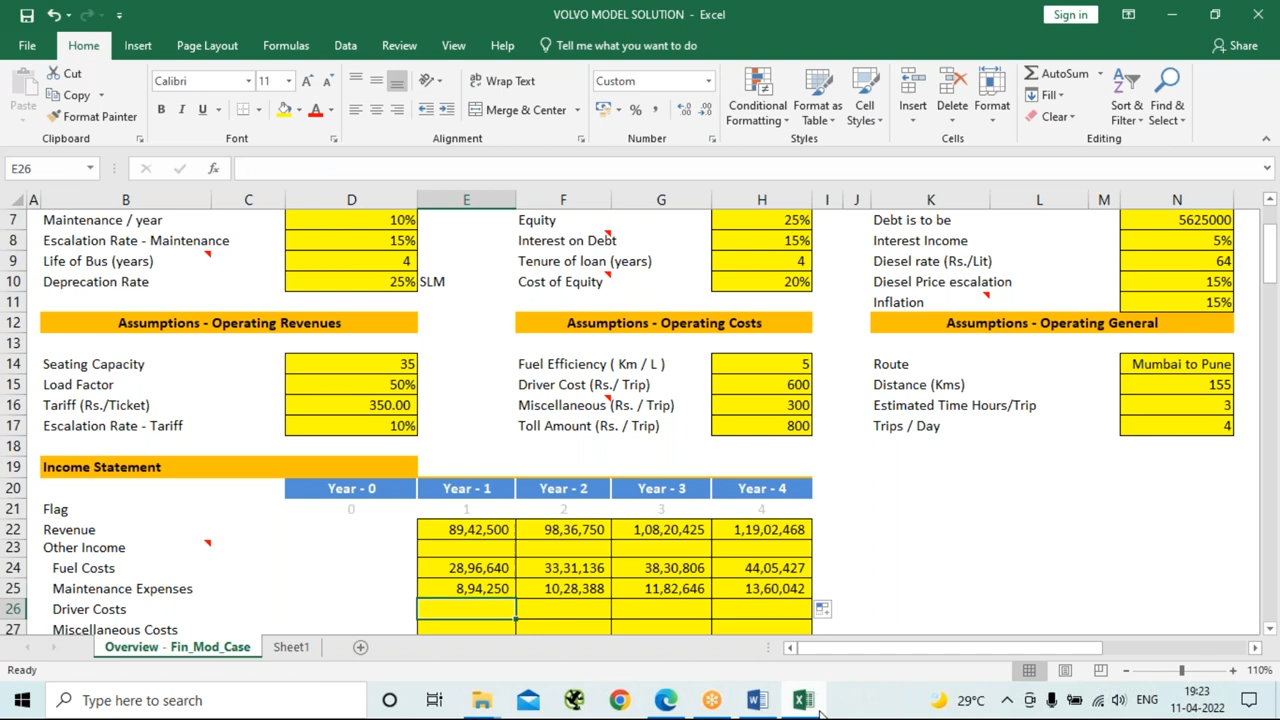 VOLVO MODEL SOLUTION - Excel
Sign in
File Home Insert Page Layout Formulas Data Review View Help Tell me what you want to do Share
Cut
Copy
Format Painter
Paste
Calibri 11
B I U
Wrap Text
Merge & Center
Custom
Conditional Formatting
Format as Table
Cell Styles
Insert Delete Format
AutoSum
Fill
Clear
Sort & Filter
Find & Select
Clipboard Font Alignment Number Styles Cells Editing
E26
A B C D E F G H I J K L M N
7 Maintenance / year 10% Equity 25% Debt is to be 5625000
8 Escalation Rate - Maintenance 15% Interest on Debt 15% Interest Income 5%
9 Life of Bus (years) 4 Tenure of loan (years) 4 Diesel rate (Rs./Lit) 64
10 Deprecation Rate 25% SLM Cost of Equity 20% Diesel Price escalation 15%
11 Inflation 15%
12 Assumptions - Operating Revenues Assumptions - Operating Costs Assumptions - Operating General
13
14 Seating Capacity 35 Fuel Efficiency ( Km / L ) 5 Route Mumbai to Pune
15 Load Factor 50% Driver Cost (Rs./ Trip) 600 Distance (Kms) 155
16 Tariff (Rs./Ticket) 350.00 Miscellaneous (Rs. / Trip) 300 Estimated Time Hours/Trip 3
17 Escalation Rate - Tariff 10% Toll Amount (Rs. / Trip) 800 Trips / Day 4
18
19 Income Statement
20 Year - 0 Year - 1 Year - 2 Year - 3 Year - 4
21 Flag 0 1 2 3 4
22 Revenue 89,42,500 98,36,750 1,08,20,425 1,19,02,468
23 Other Income
24 Fuel Costs 28,96,640 33,31,136 38,30,806 44,05,427
25 Maintenance Expenses 8,94,250 10,28,388 11,82,646 13,60,042
26 Driver Costs
27 Miscellaneous Costs
Overview - Fin_Mod_Case Sheet1
Ready 110%
Type here to search
29°C ENG 19:23
11-04-2022